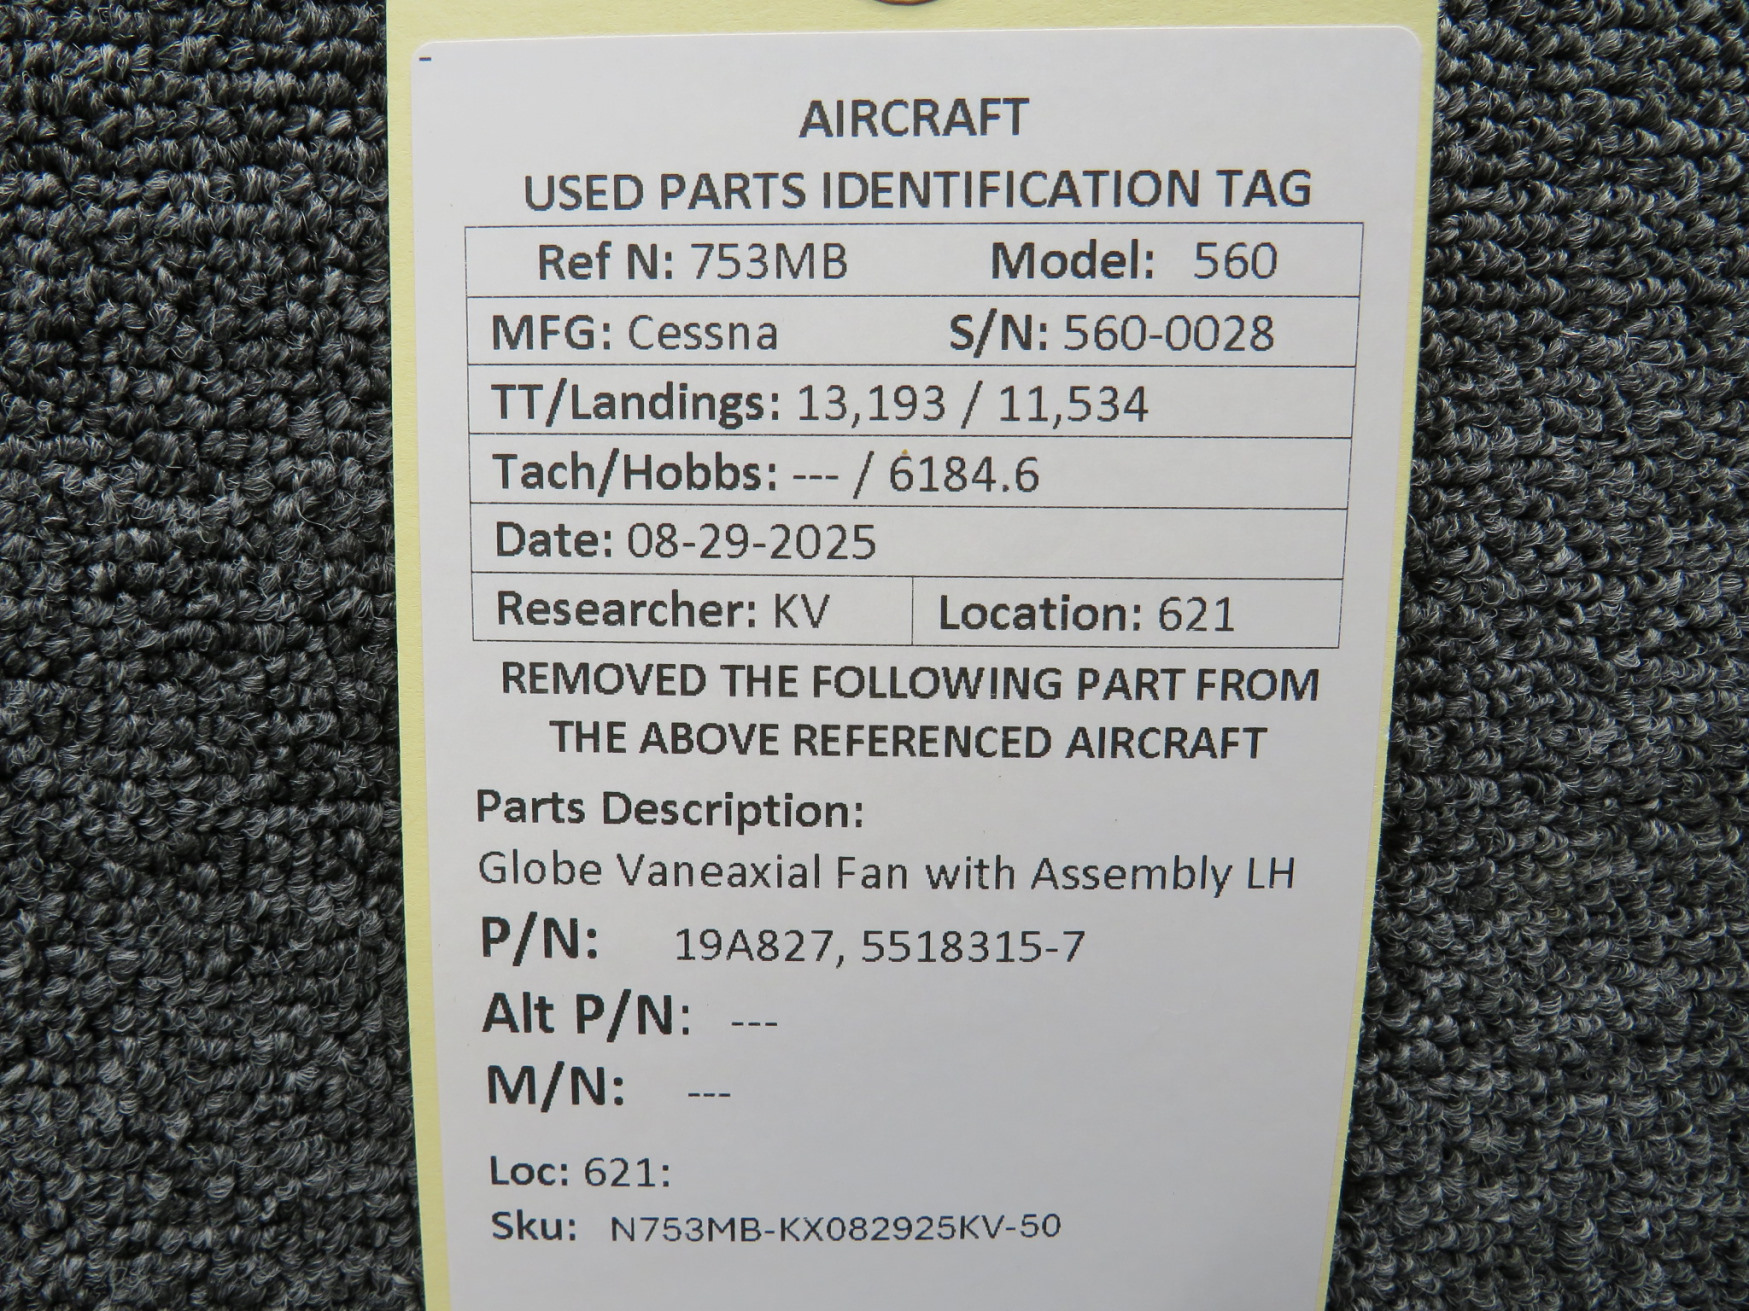 -
AIRCRAFT
USED PARTS IDENTIFICATION TAG
Ref N: 753MB Model: 560
MFG: Cessna S/N: 560-0028
TT/Landings: 13,193 / 11,534
Tach/Hobbs: --- / 6184.6
Date: 08-29-2025
Researcher: KV Location: 621
REMOVED THE FOLLOWING PART FROM
THE ABOVE REFERENCED AIRCRAFT
Parts Description:
Globe Vaneaxial Fan with Assembly LH
P/N: 19A827, 5518315-7
Alt P/N: ---
M/N: ---
Loc: 621:
Sku: N753MB-KX082925KV-50